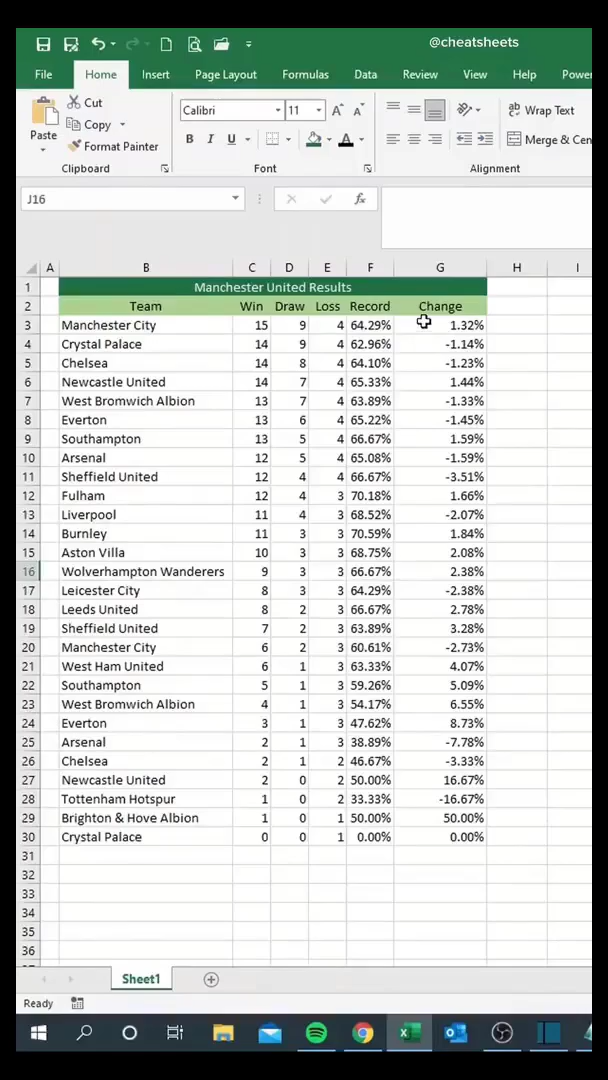 @cheatsheets
File Home Insert Page Layout Formulas Data Review View Help Power
Cut
Copy
Paste
Format Painter
Calibri 11 A A
B I U A
Wrap Text
Merge & Cen
Clipboard Font Alignment
J16 fx
A B C D E F G H I
1 Manchester United Results
2 Team Win Draw Loss Record Change
3 Manchester City 15 9 4 64.29% 1.32%
4 Crystal Palace 14 9 4 62.96% -1.14%
5 Chelsea 14 8 4 64.10% -1.23%
6 Newcastle United 14 7 4 65.33% 1.44%
7 West Bromwich Albion 13 7 4 63.89% -1.33%
8 Everton 13 6 4 65.22% -1.45%
9 Southampton 13 5 4 66.67% 1.59%
10 Arsenal 12 5 4 65.08% -1.59%
11 Sheffield United 12 4 4 66.67% -3.51%
12 Fulham 12 4 3 70.18% 1.66%
13 Liverpool 11 4 3 68.52% -2.07%
14 Burnley 11 3 3 70.59% 1.84%
15 Aston Villa 10 3 3 68.75% 2.08%
16 Wolverhampton Wanderers 9 3 3 66.67% 2.38%
17 Leicester City 8 3 3 64.29% -2.38%
18 Leeds United 8 2 3 66.67% 2.78%
19 Sheffield United 7 2 3 63.89% 3.28%
20 Manchester City 6 2 3 60.61% -2.73%
21 West Ham United 6 1 3 63.33% 4.07%
22 Southampton 5 1 3 59.26% 5.09%
23 West Bromwich Albion 4 1 3 54.17% 6.55%
24 Everton 3 1 3 47.62% 8.73%
25 Arsenal 2 1 3 38.89% -7.78%
26 Chelsea 2 1 2 46.67% -3.33%
27 Newcastle United 2 0 2 50.00% 16.67%
28 Tottenham Hotspur 1 0 2 33.33% -16.67%
29 Brighton & Hove Albion 1 0 1 50.00% 50.00%
30 Crystal Palace 0 0 1 0.00% 0.00%
31
32
33
34
35
36
Sheet1
Ready